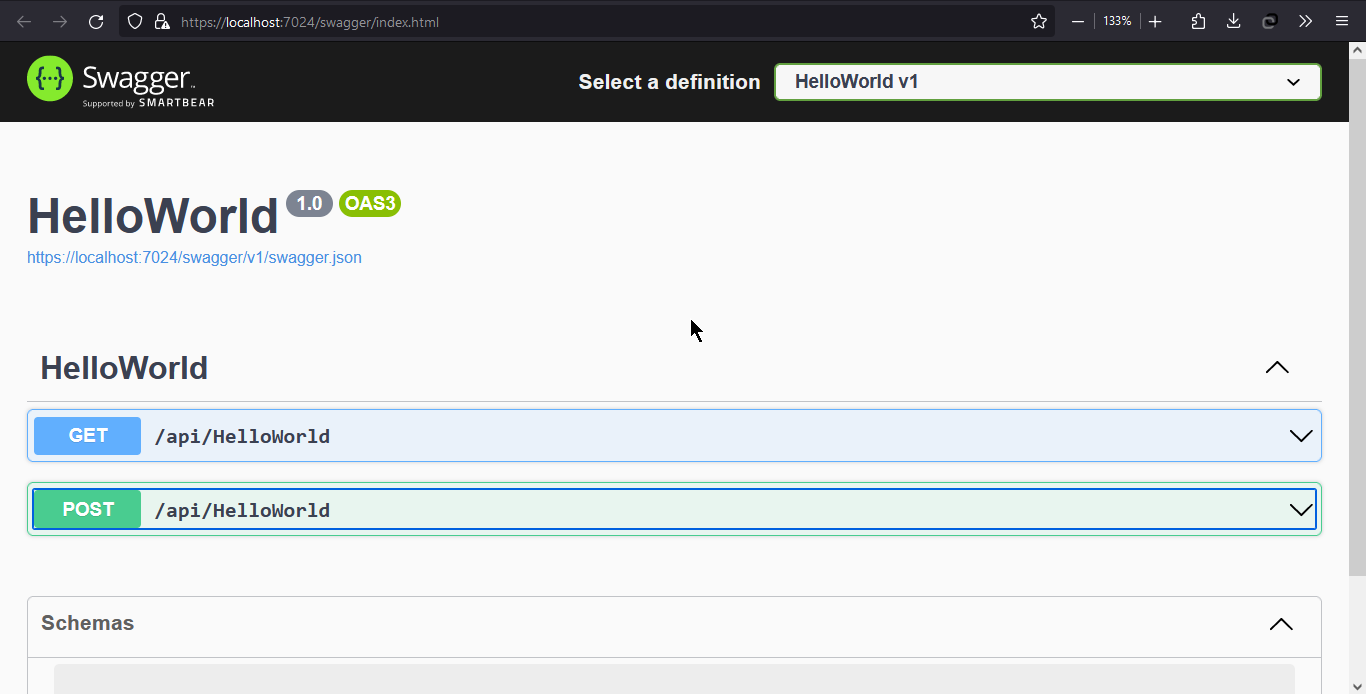 https://localhost:7024/swagger/index.html
133%
{···} Swagger™
Supported by SMARTBEAR
Select a definition
HelloWorld v1
HelloWorld 1.0 OAS3
https://localhost:7024/swagger/v1/swagger.json
HelloWorld
GET /api/HelloWorld
POST /api/HelloWorld
Schemas